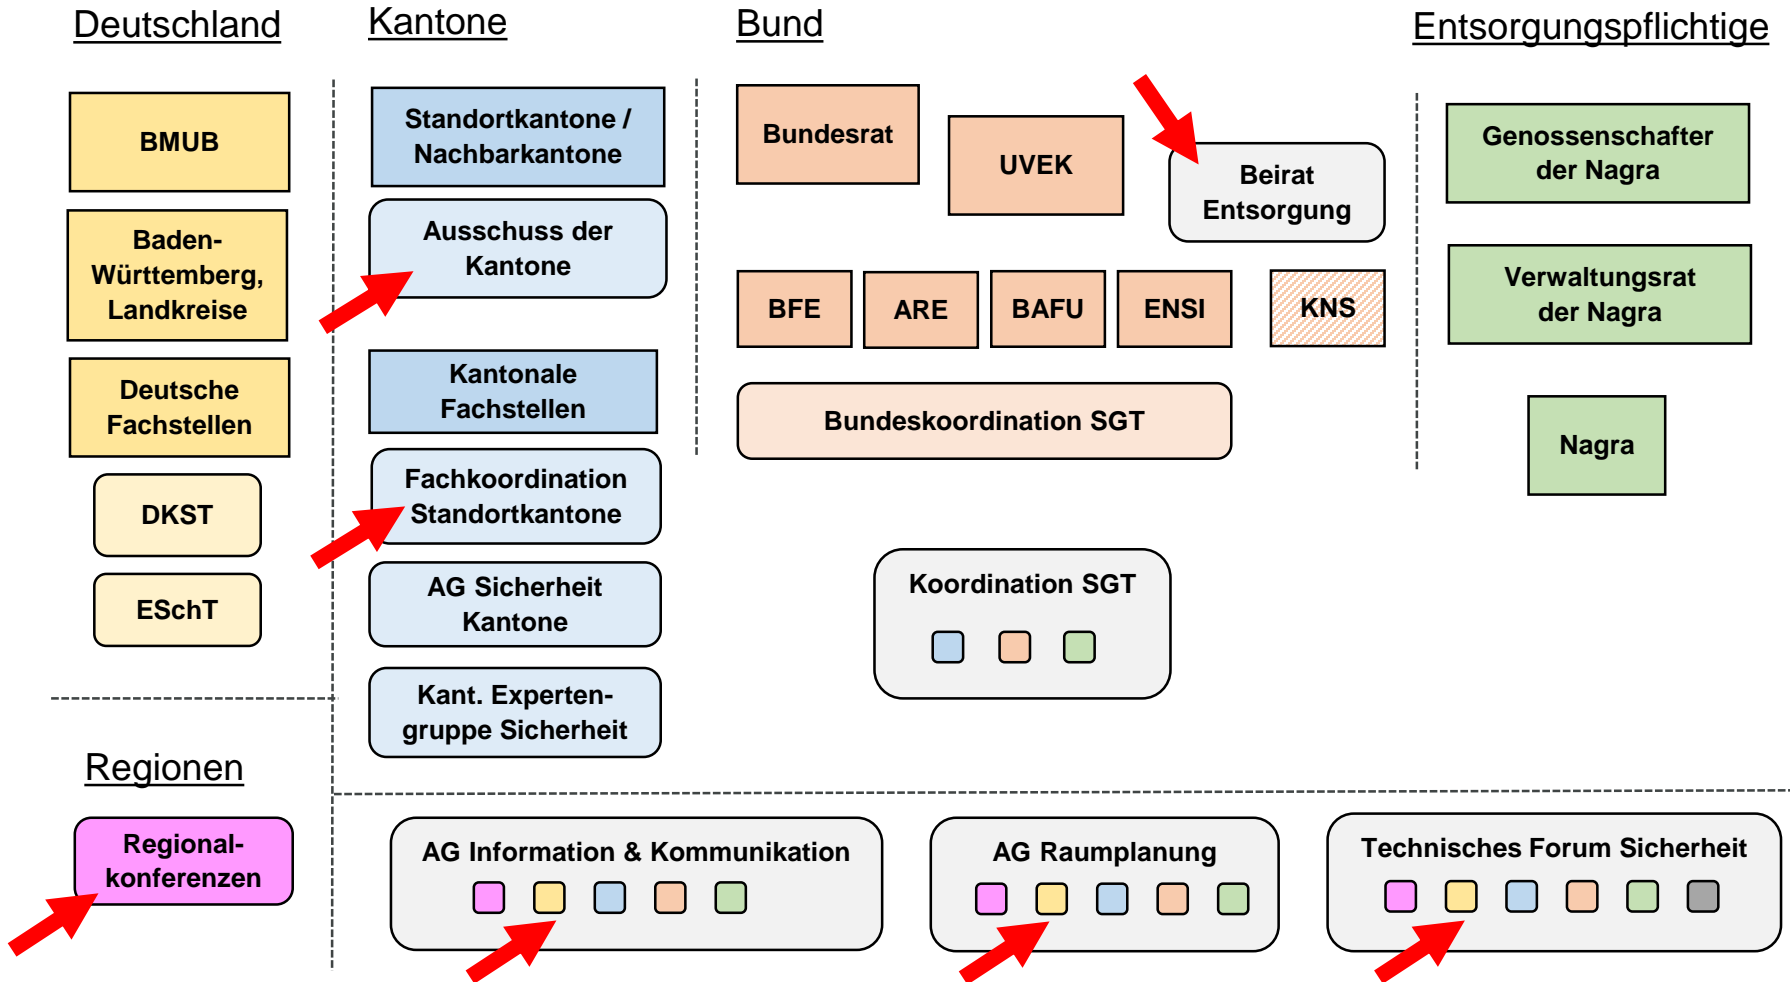 Deutschland
BMUB
Baden-
Württemberg,
Landkreise
Deutsche
Fachstellen
DKST
ESchT
Regionen
Regional-
konferenzen
Kantone
Standortkantone /
Nachbarkantone
Ausschuss der
Kantone
Kantonale
Fachstellen
Fachkoordination
Standortkantone
AG Sicherheit
Kantone
Kant. Experten-
gruppe Sicherheit
Bund
Bundesrat
UVEK
Beirat
Entsorgung
BFE
ARE
BAFU
ENSI
KNS
Bundeskoordination SGT
Koordination SGT
Entsorgungspflichtige
Genossenschafter
der Nagra
Verwaltungsrat
der Nagra
Nagra
AG Information & Kommunikation
AG Raumplanung
Technisches Forum Sicherheit